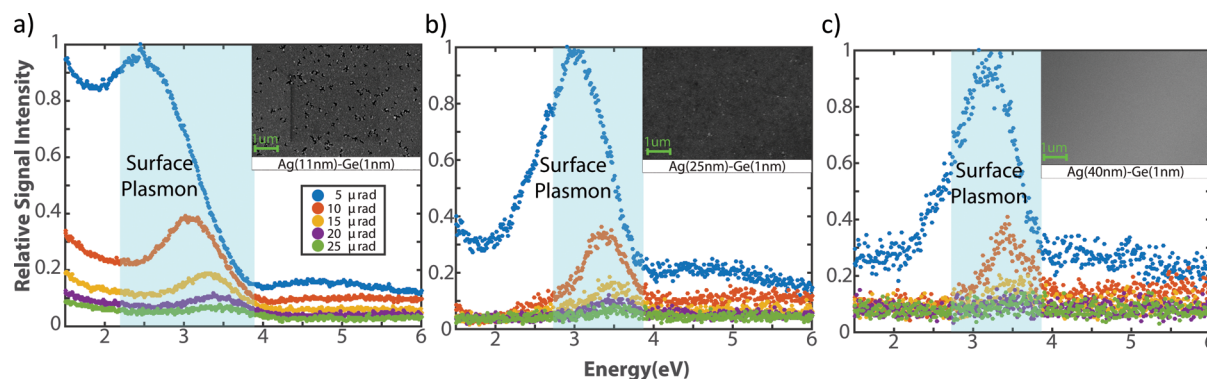 a)
b)
c)
Relative Signal Intensity
1
0.8
0.6
0.4
0.2
0
2
3
4
5
6
Surface
Plasmon
1um
Ag(11nm)-Ge(1nm)
5 μrad
10 μrad
15 μrad
20 μrad
25 μrad
1
0.8
0.6
0.4
0.2
0
2
3
4
5
6
Surface
Plasmon
1um
Ag(25nm)-Ge(1nm)
1
0.8
0.6
0.4
0.2
0
2
3
4
5
6
Surface
Plasmon
1um
Ag(40nm)-Ge(1nm)
Energy(eV)